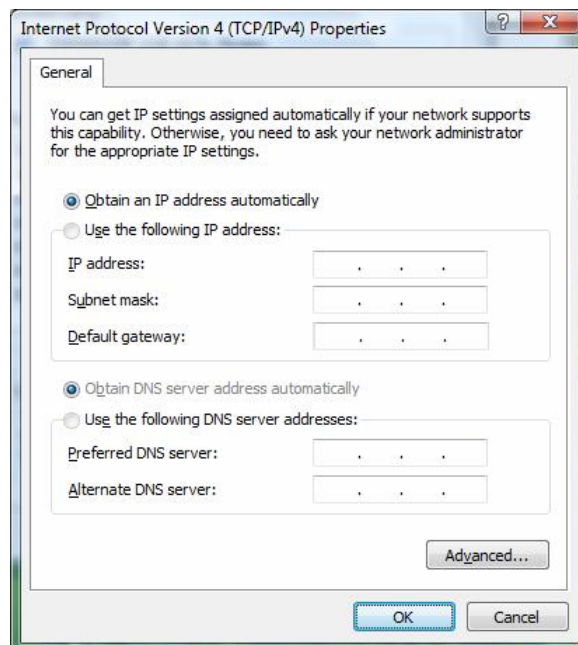 Internet Protocol Version 4 (TCP/IPv4) Properties
?
General
You can get IP settings assigned automatically if your network supports
this capability. Otherwise, you need to ask your network administrator
for the appropriate IP settings.
Obtain an IP address automatically
Use the following IP address:
IP address: . . .
Subnet mask: . . .
Default gateway: . . .
Obtain DNS server address automatically
Use the following DNS server addresses:
Preferred DNS server: . . .
Alternate DNS server: . . .
Advanced...
OK Cancel